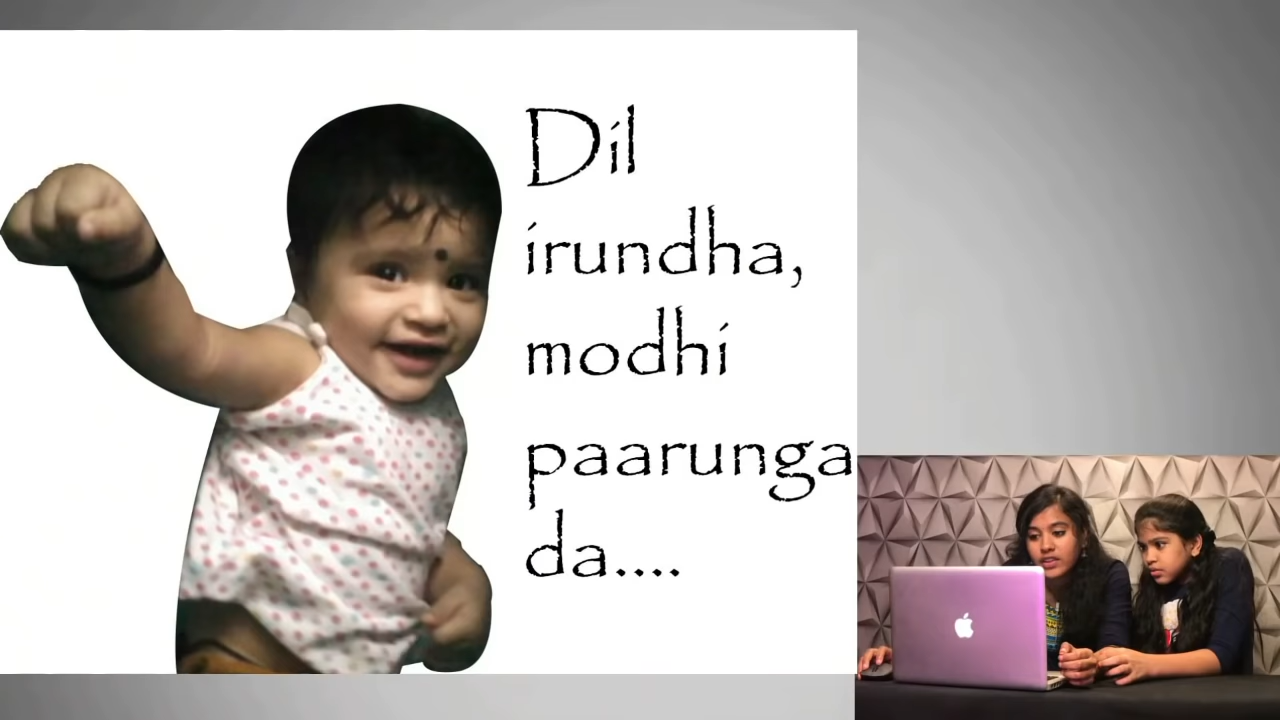 Dil
irundha,
modhi
paarunga
da....